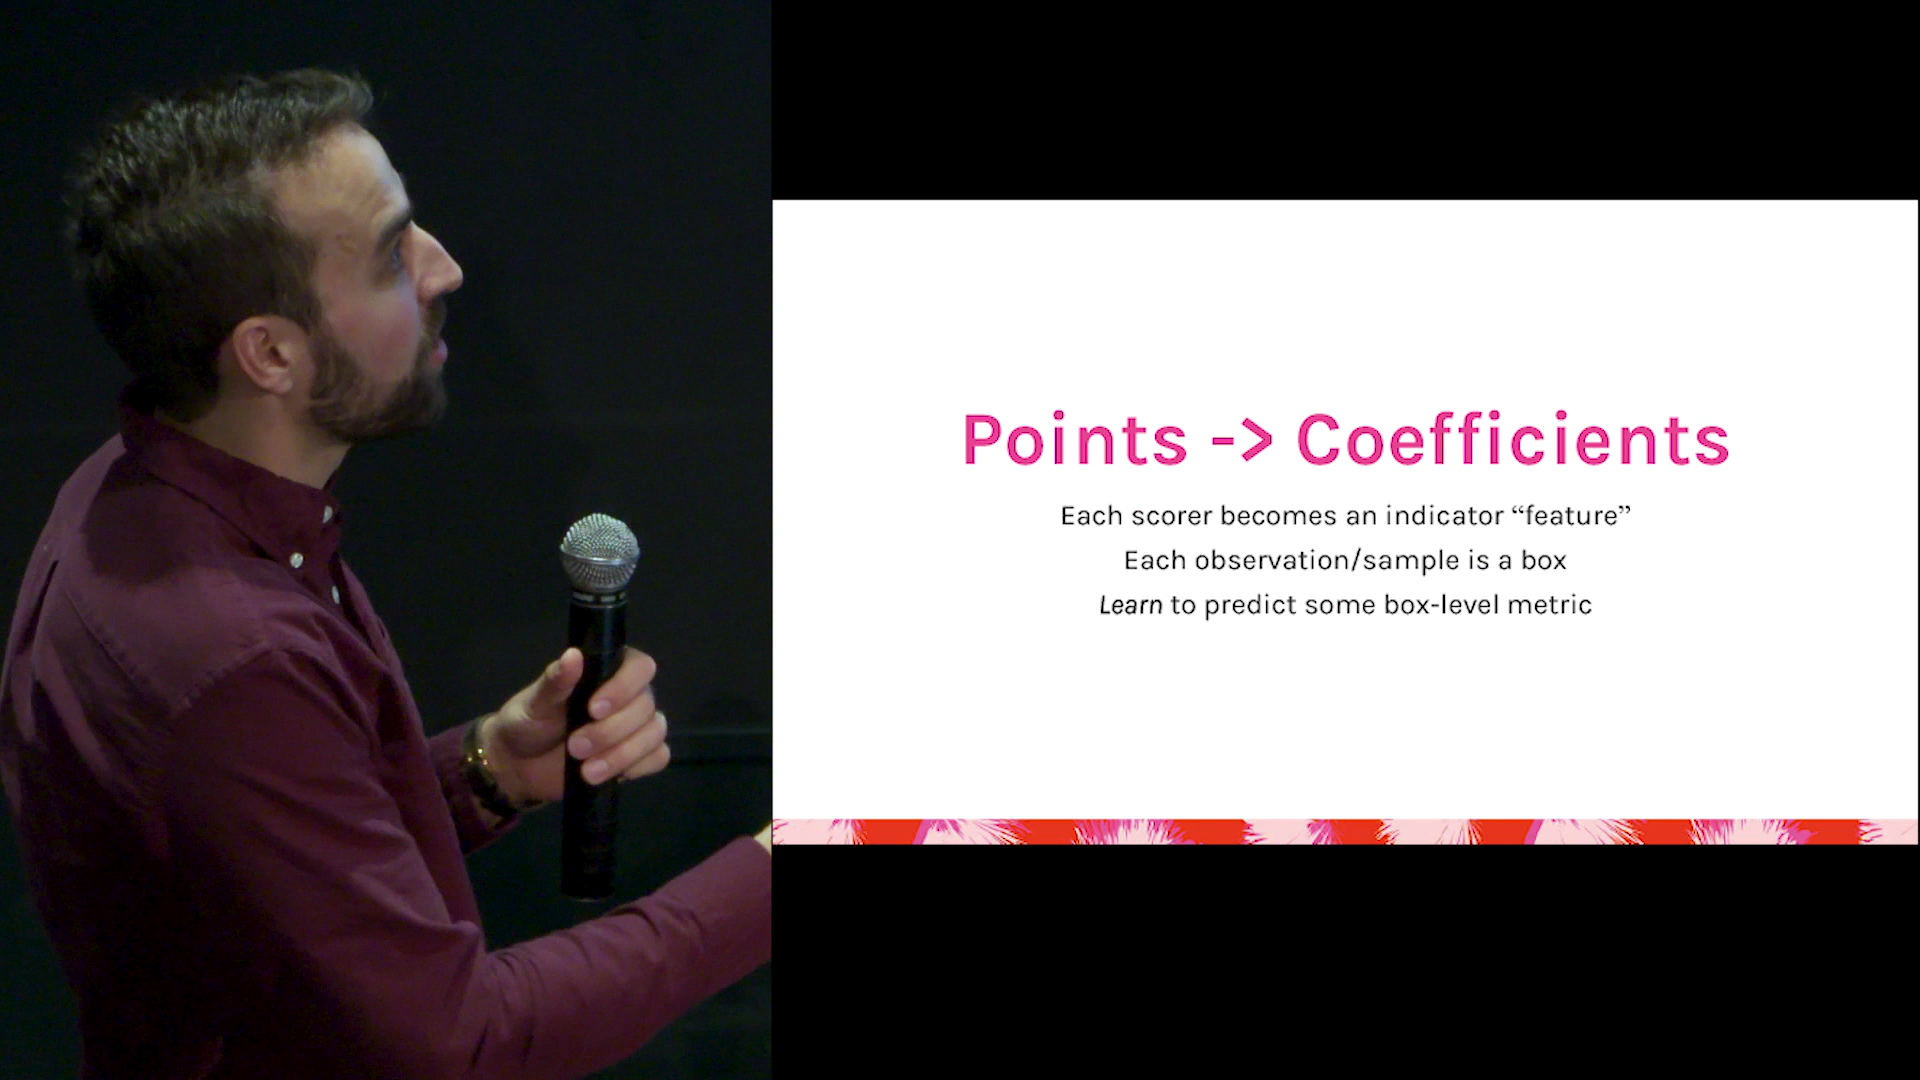 Points -> Coefficients
Each scorer becomes an indicator “feature”
Each observation/sample is a box
Learn to predict some box-level metric